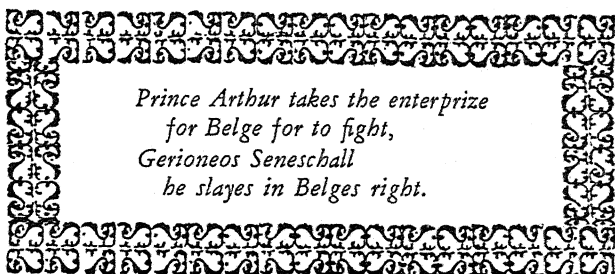 Prince Arthur takes the enterprize
for Belge for to fight,
Gerioneos Seneschall
he slayes in Belges right.